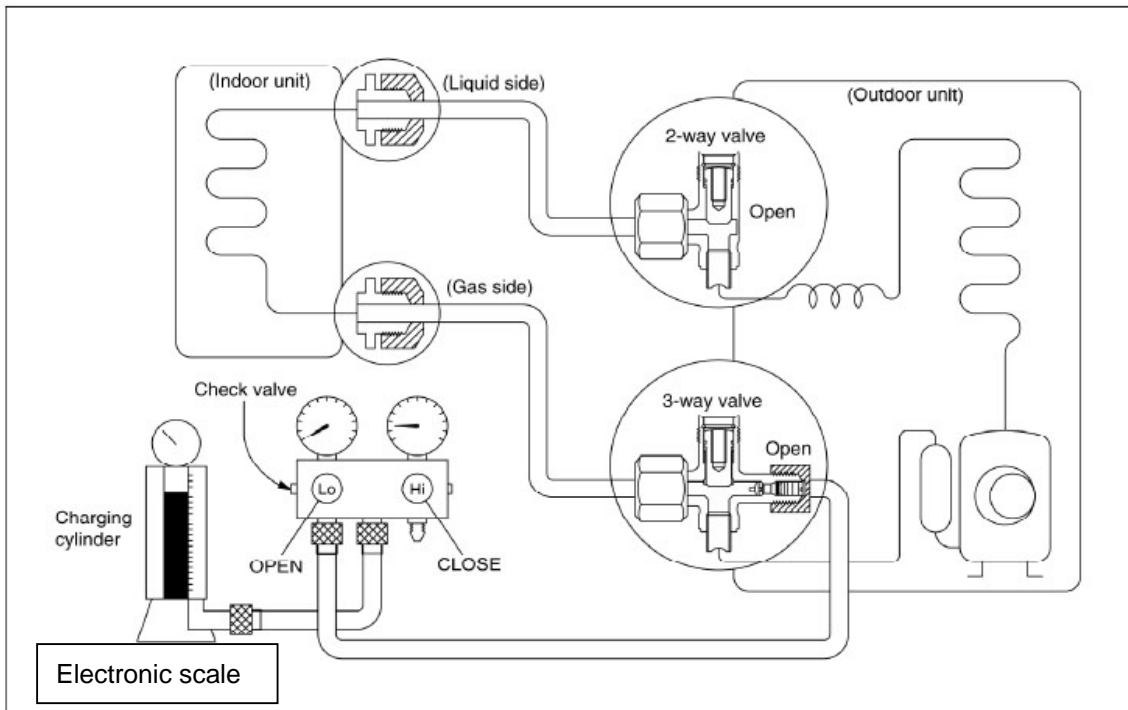 (Indoor unit)
(Liquid side)
(Outdoor unit)
2-way valve
Open
(Gas side)
Check valve
3-way valve
Open
Lo
Hi
Charging
cylinder
OPEN
CLOSE
Electronic scale